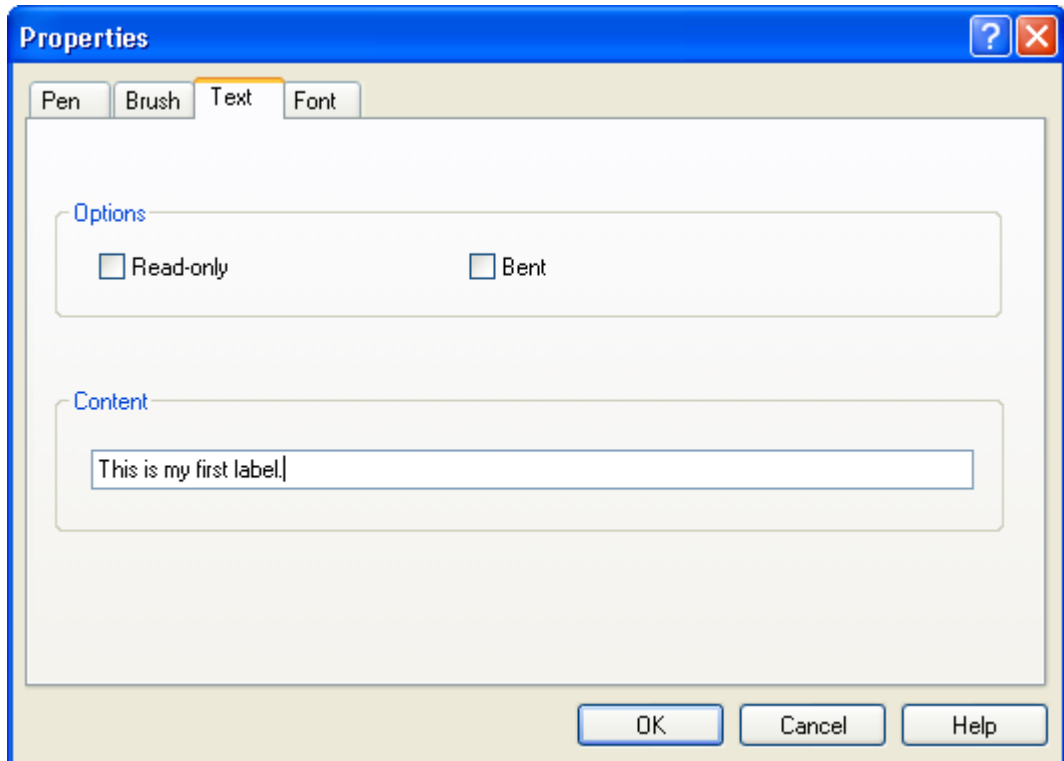 Properties
Pen Brush Text Font
Options
Read-only Bent
Content
This is my first label.
OK Cancel Help